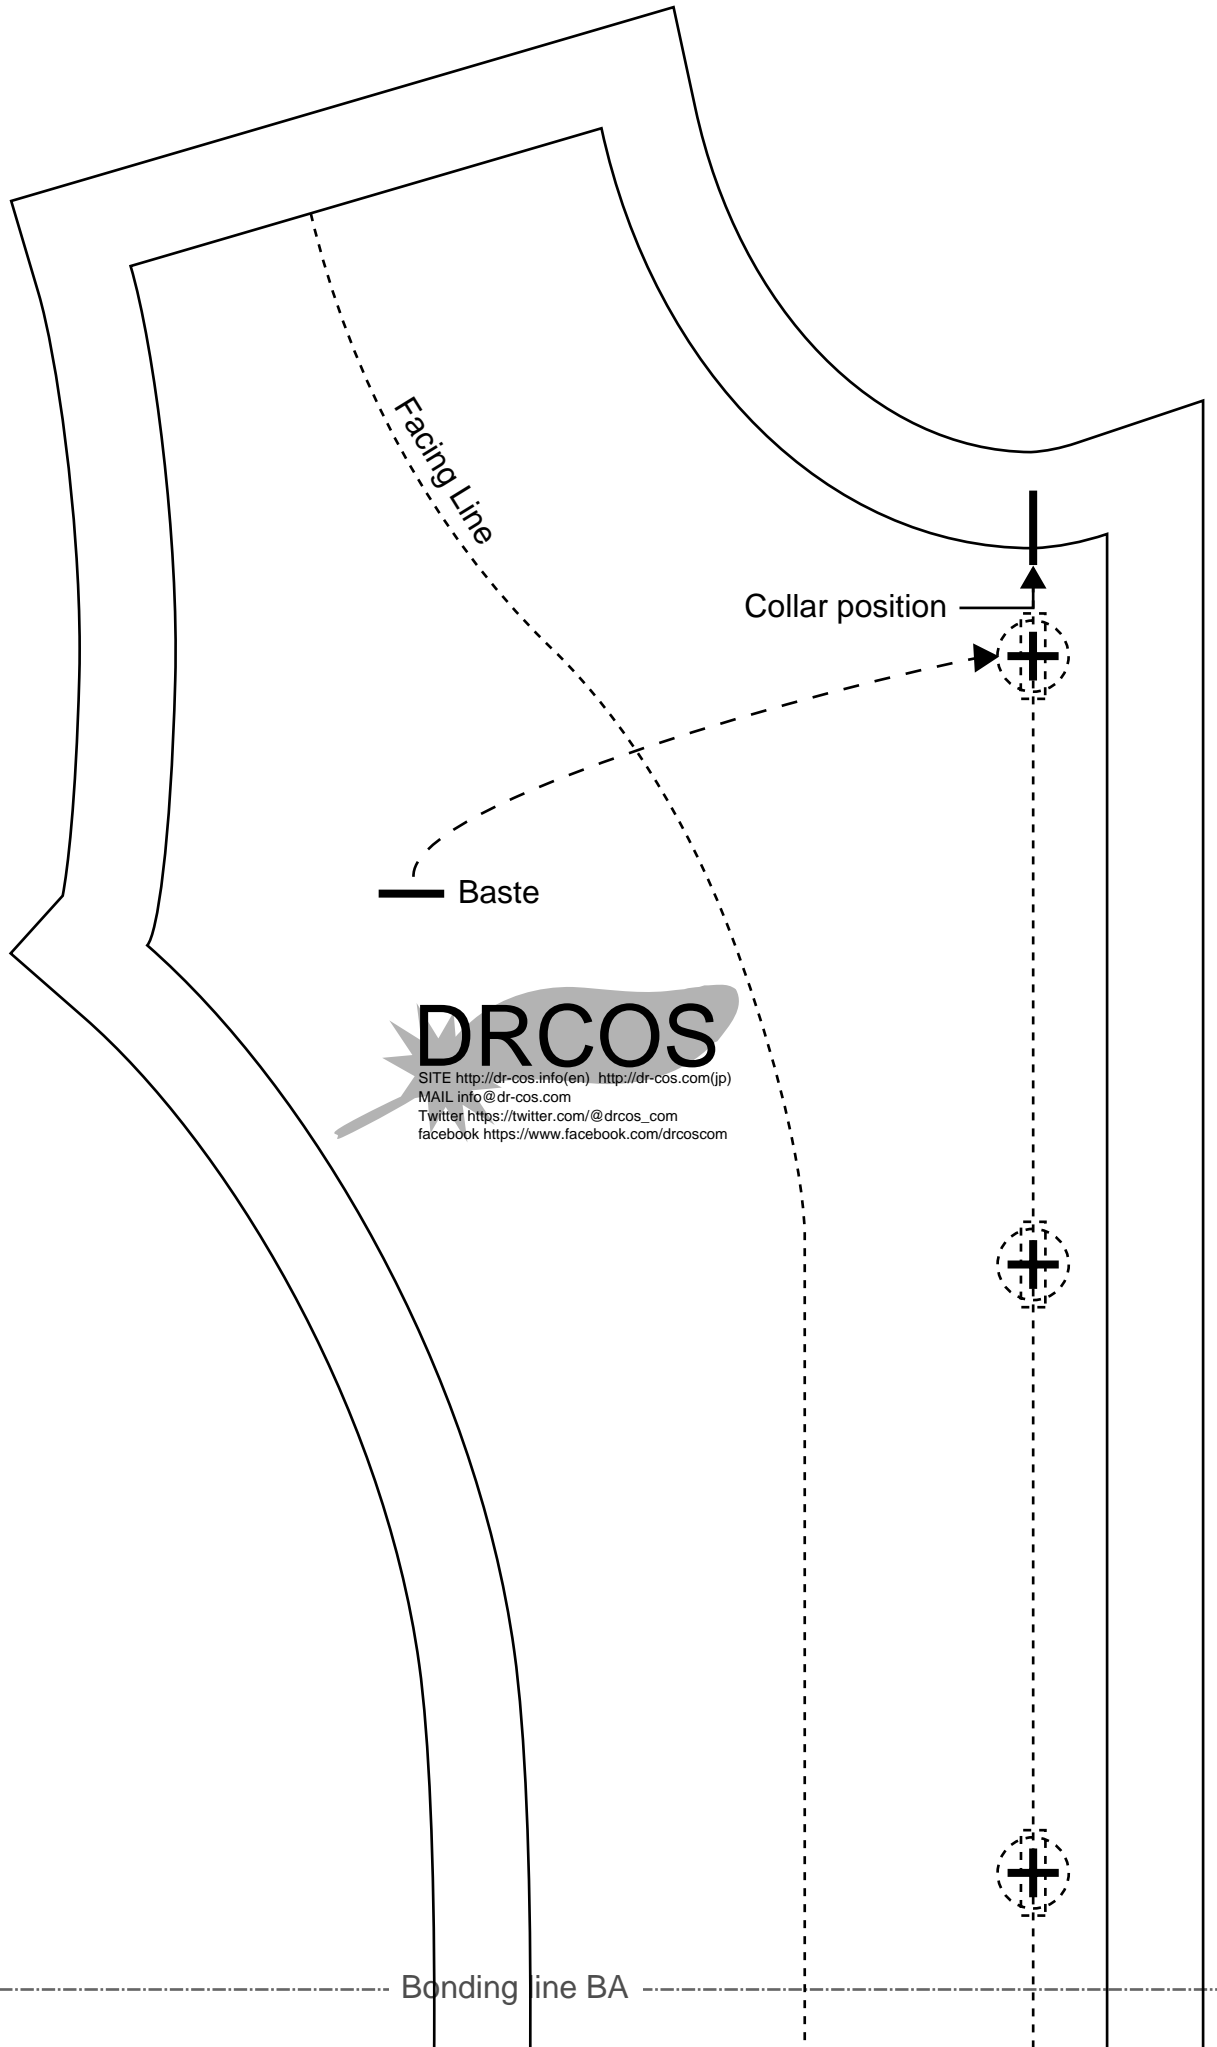 Facing Line
Collar position
Baste
DRCOS
SITE http://dr-cos.info(en) http://dr-cos.com(jp)
MAIL info@dr-cos.com
Twitter https://twitter.com/@drcos_com
facebook https://www.facebook.com/drcoscom
Bonding line BA